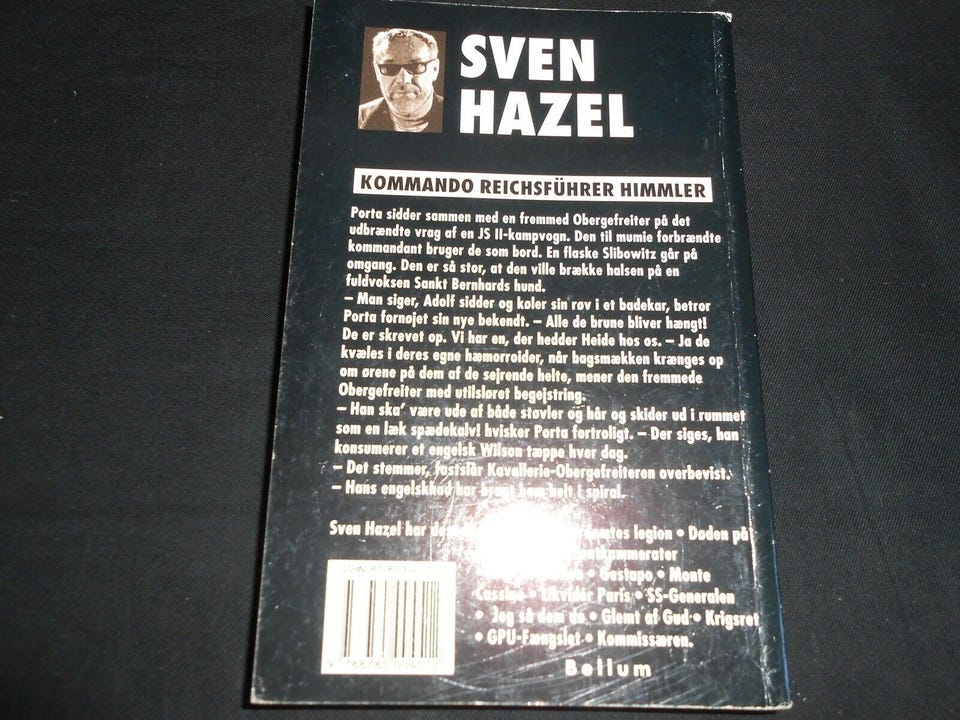 SVEN
HAZEL
KOMMANDO REICHSFÜHRER HIMMLER
Porta sidder sammen med en fremmed Obergefreiter på det
udbrændte vrag af en JS II-kampvogn. Den til mumie forbrændte
kommandant bruger de som bord. En flaske Slibowitz går på
omgang. Den er så stor, at den ville brække halsen på en
fuldvoksen Sankt Bernhards hund.
– Man siger, Adolf sidder og køler sin røv i et badekar, betror
Porta fornøjet sin nye bekendt. – Alle de brune bliver hængt!
De er skrevet op. Vi har en, der hedder Heide hos os. – Ja de
kvæles i deres egne hæmorroider, når bagsmækken krænges op
om ørene på dem af de sejrende helte, mener den fremmede
Obergefreiter med utilsløret begejstring.
– Han ska' være ude af både støvler og hår og skider ud i rummet
som en læk spædekalv! hvisker Porta fortroligt. – Der siges, han
konsumerer et engelsk Wilson tæppe hver dag.
– Det stemmer, fastslår Kavallerie-Obergefreiteren overbevist.
– Hans engelskhad har bragt ham helt i spiral.
Sven Hazel har legion • Døden på
• Gestapo • Monte
Cassino • Likvidér Paris • SS-Generalen
• Jeg så dem dø • Glemt af Gud • Krigsret
• GPU-Fængslet • Kommissæren.
Bellum